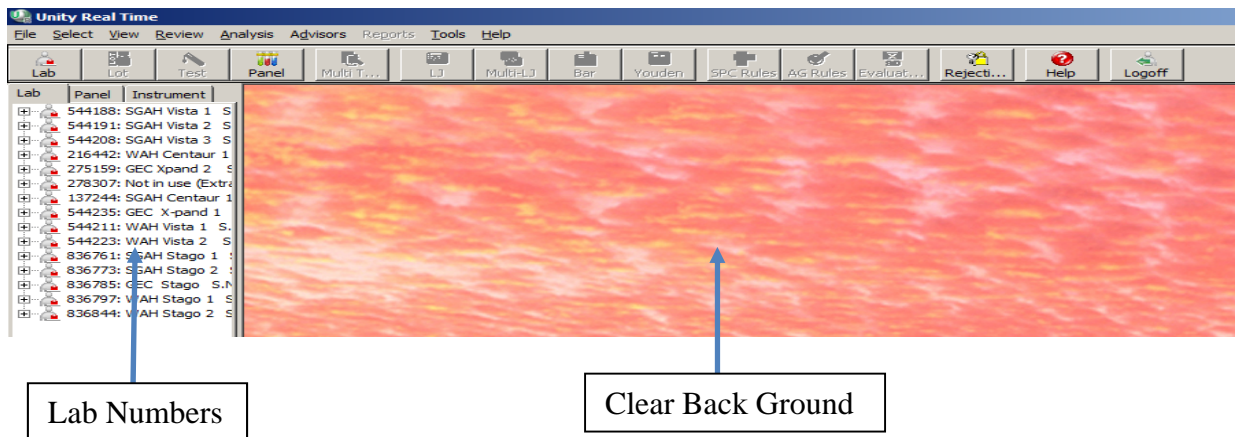 Unity Real Time
File Select View Review Analysis Advisors Reports Tools Help
Lab Lot Test Panel Multi T... LJ Multi-LJ Bar Youden SPC Rules AG Rules Evaluat... Rejecti... Help Logoff
Lab Panel Instrument
544188: SGAH Vista 1 S
544191: SGAH Vista 2 S
544208: SGAH Vista 3 S
216442: WAH Centaur 1
275159: GEC Xpand 2 S
278307: Not in use (Extra
137244: SGAH Centaur 1
544235: GEC X-pand 1
544211: WAH Vista 1 S.
544223: WAH Vista 2 S
836761: SGAH Stago 1
836773: SGAH Stago 2
836785: GEC Stago S.N
836797: WAH Stago 1 S
836844: WAH Stago 2 S
Lab Numbers
Clear Back Ground